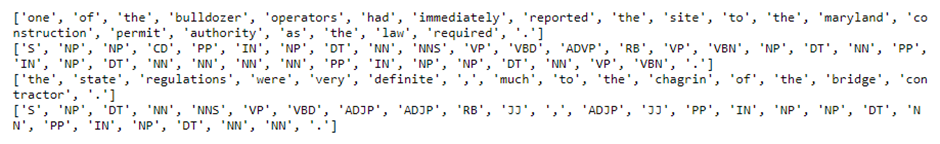 ['one', 'of', 'the', 'bulldozer', 'operators', 'had', 'immediately', 'reported', 'the', 'site', 'to', 'the', 'maryland', 'co
nstruction', 'permit', 'authority', 'as', 'the', 'law', 'required', '.']
['S', 'NP', 'NP', 'CD', 'PP', 'IN', 'NP', 'DT', 'NN', 'NNS', 'VP', 'VBD', 'ADVP', 'RB', 'VP', 'VBN', 'NP', 'DT', 'NN', 'PP',
'IN', 'NP', 'DT', 'NN', 'NN', 'NN', 'NN', 'PP', 'IN', 'NP', 'NP', 'DT', 'NN', 'VP', 'VBN', '.']
['the', 'state', 'regulations', 'were', 'very', 'definite', ',', 'much', 'to', 'the', 'chagrin', 'of', 'the', 'bridge', 'con
tractor', '.']
['S', 'NP', 'DT', 'NN', 'NNS', 'VP', 'VBD', 'ADJP', 'ADJP', 'RB', 'JJ', ',', 'ADJP', 'JJ', 'PP', 'IN', 'NP', 'NP', 'DT', 'N
N', 'PP', 'IN', 'NP', 'DT', 'NN', 'NN', '.']